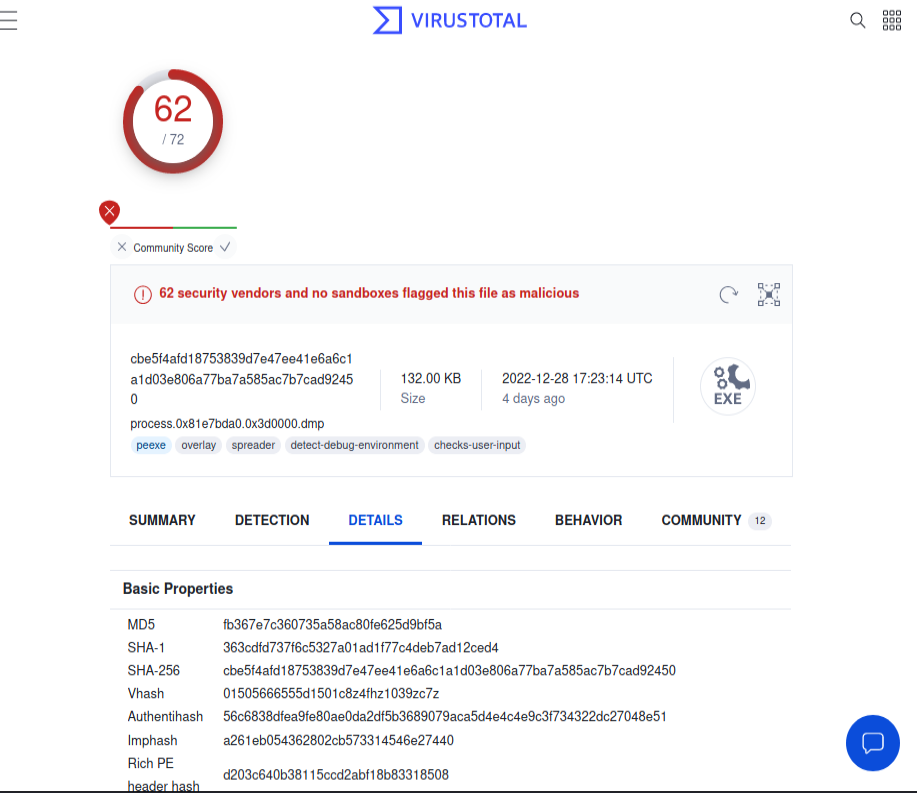 VIRUSTOTAL
62
/ 72
Community Score
62 security vendors and no sandboxes flagged this file as malicious
cbe5f4afd18753839d7e47ee41e6a6c1
a1d03e806a77ba7a585ac7b7cad9245
0
process.0x81e7bda0.0x3d0000.dmp
132.00 KB
Size
2022-12-28 17:23:14 UTC
4 days ago
EXE
peexe overlay spreader detect-debug-environment checks-user-input
SUMMARY DETECTION DETAILS RELATIONS BEHAVIOR COMMUNITY 12
Basic Properties
MD5 fb367e7c360735a58ac80fe625d9bf5a
SHA-1 363cdfd737f6c5327a01ad1f77c4deb7ad12ced4
SHA-256 cbe5f4afd18753839d7e47ee41e6a6c1a1d03e806a77ba7a585ac7b7cad92450
Vhash 01505666555d1501c8z4fhz1039zc7z
Authentihash 56c6838dfea9fe80ae0da2df5b3689079aca5d4e4c4e9c3f734322dc27048e51
Imphash a261eb054362802cb573314546e27440
Rich PE
header hash d203c640b38115ccd2abf18b83318508